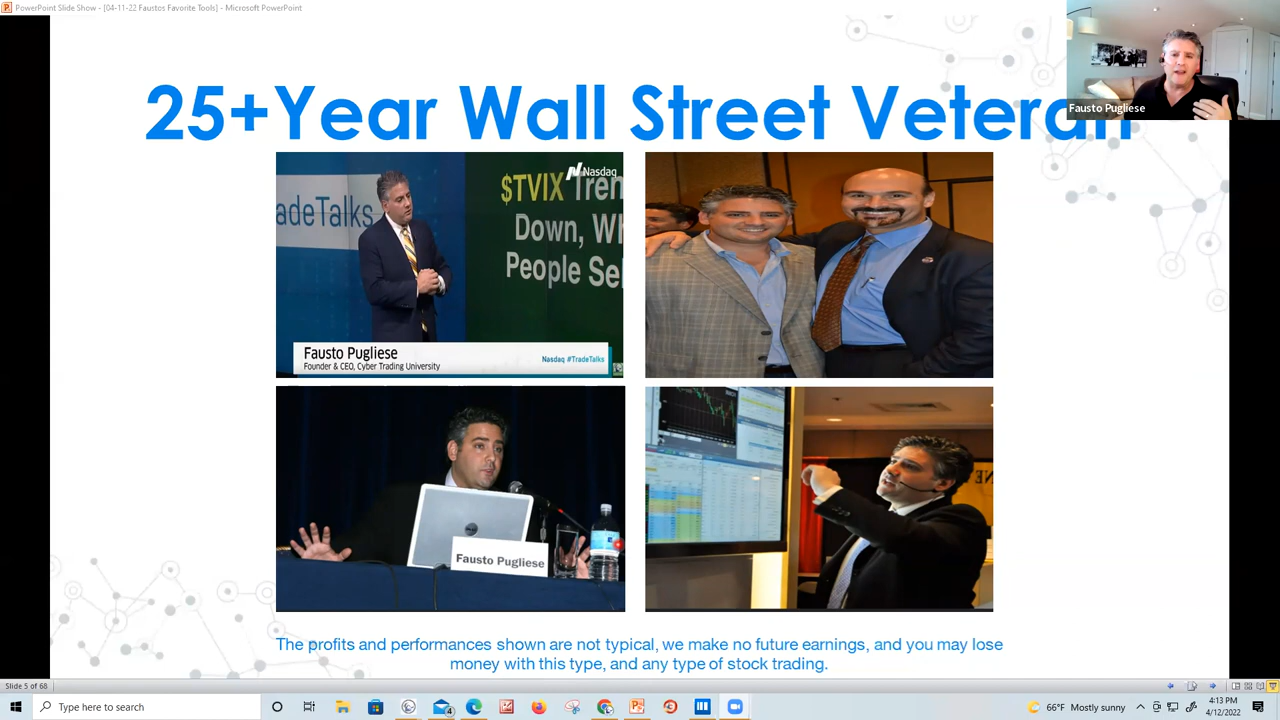 PowerPoint Slide Show - [04-11-22 Faustos Favorite Tools] - Microsoft PowerPoint
Fausto Pugliese
25+Year Wall Street Veteran
Nasdaq
adeTalks
$TVIX Tren
Down, Wh
People Sel
Fausto Pugliese
Founder & CEO, Cyber Trading University
Nasdaq #TradeTalks
Fausto Pugliese
The profits and performances shown are not typical, we make no future earnings, and you may lose
money with this type, and any type of stock trading.
Slide 5 of 68
Type here to search
4
66°F Mostly sunny
4:13 PM
4/12/2022